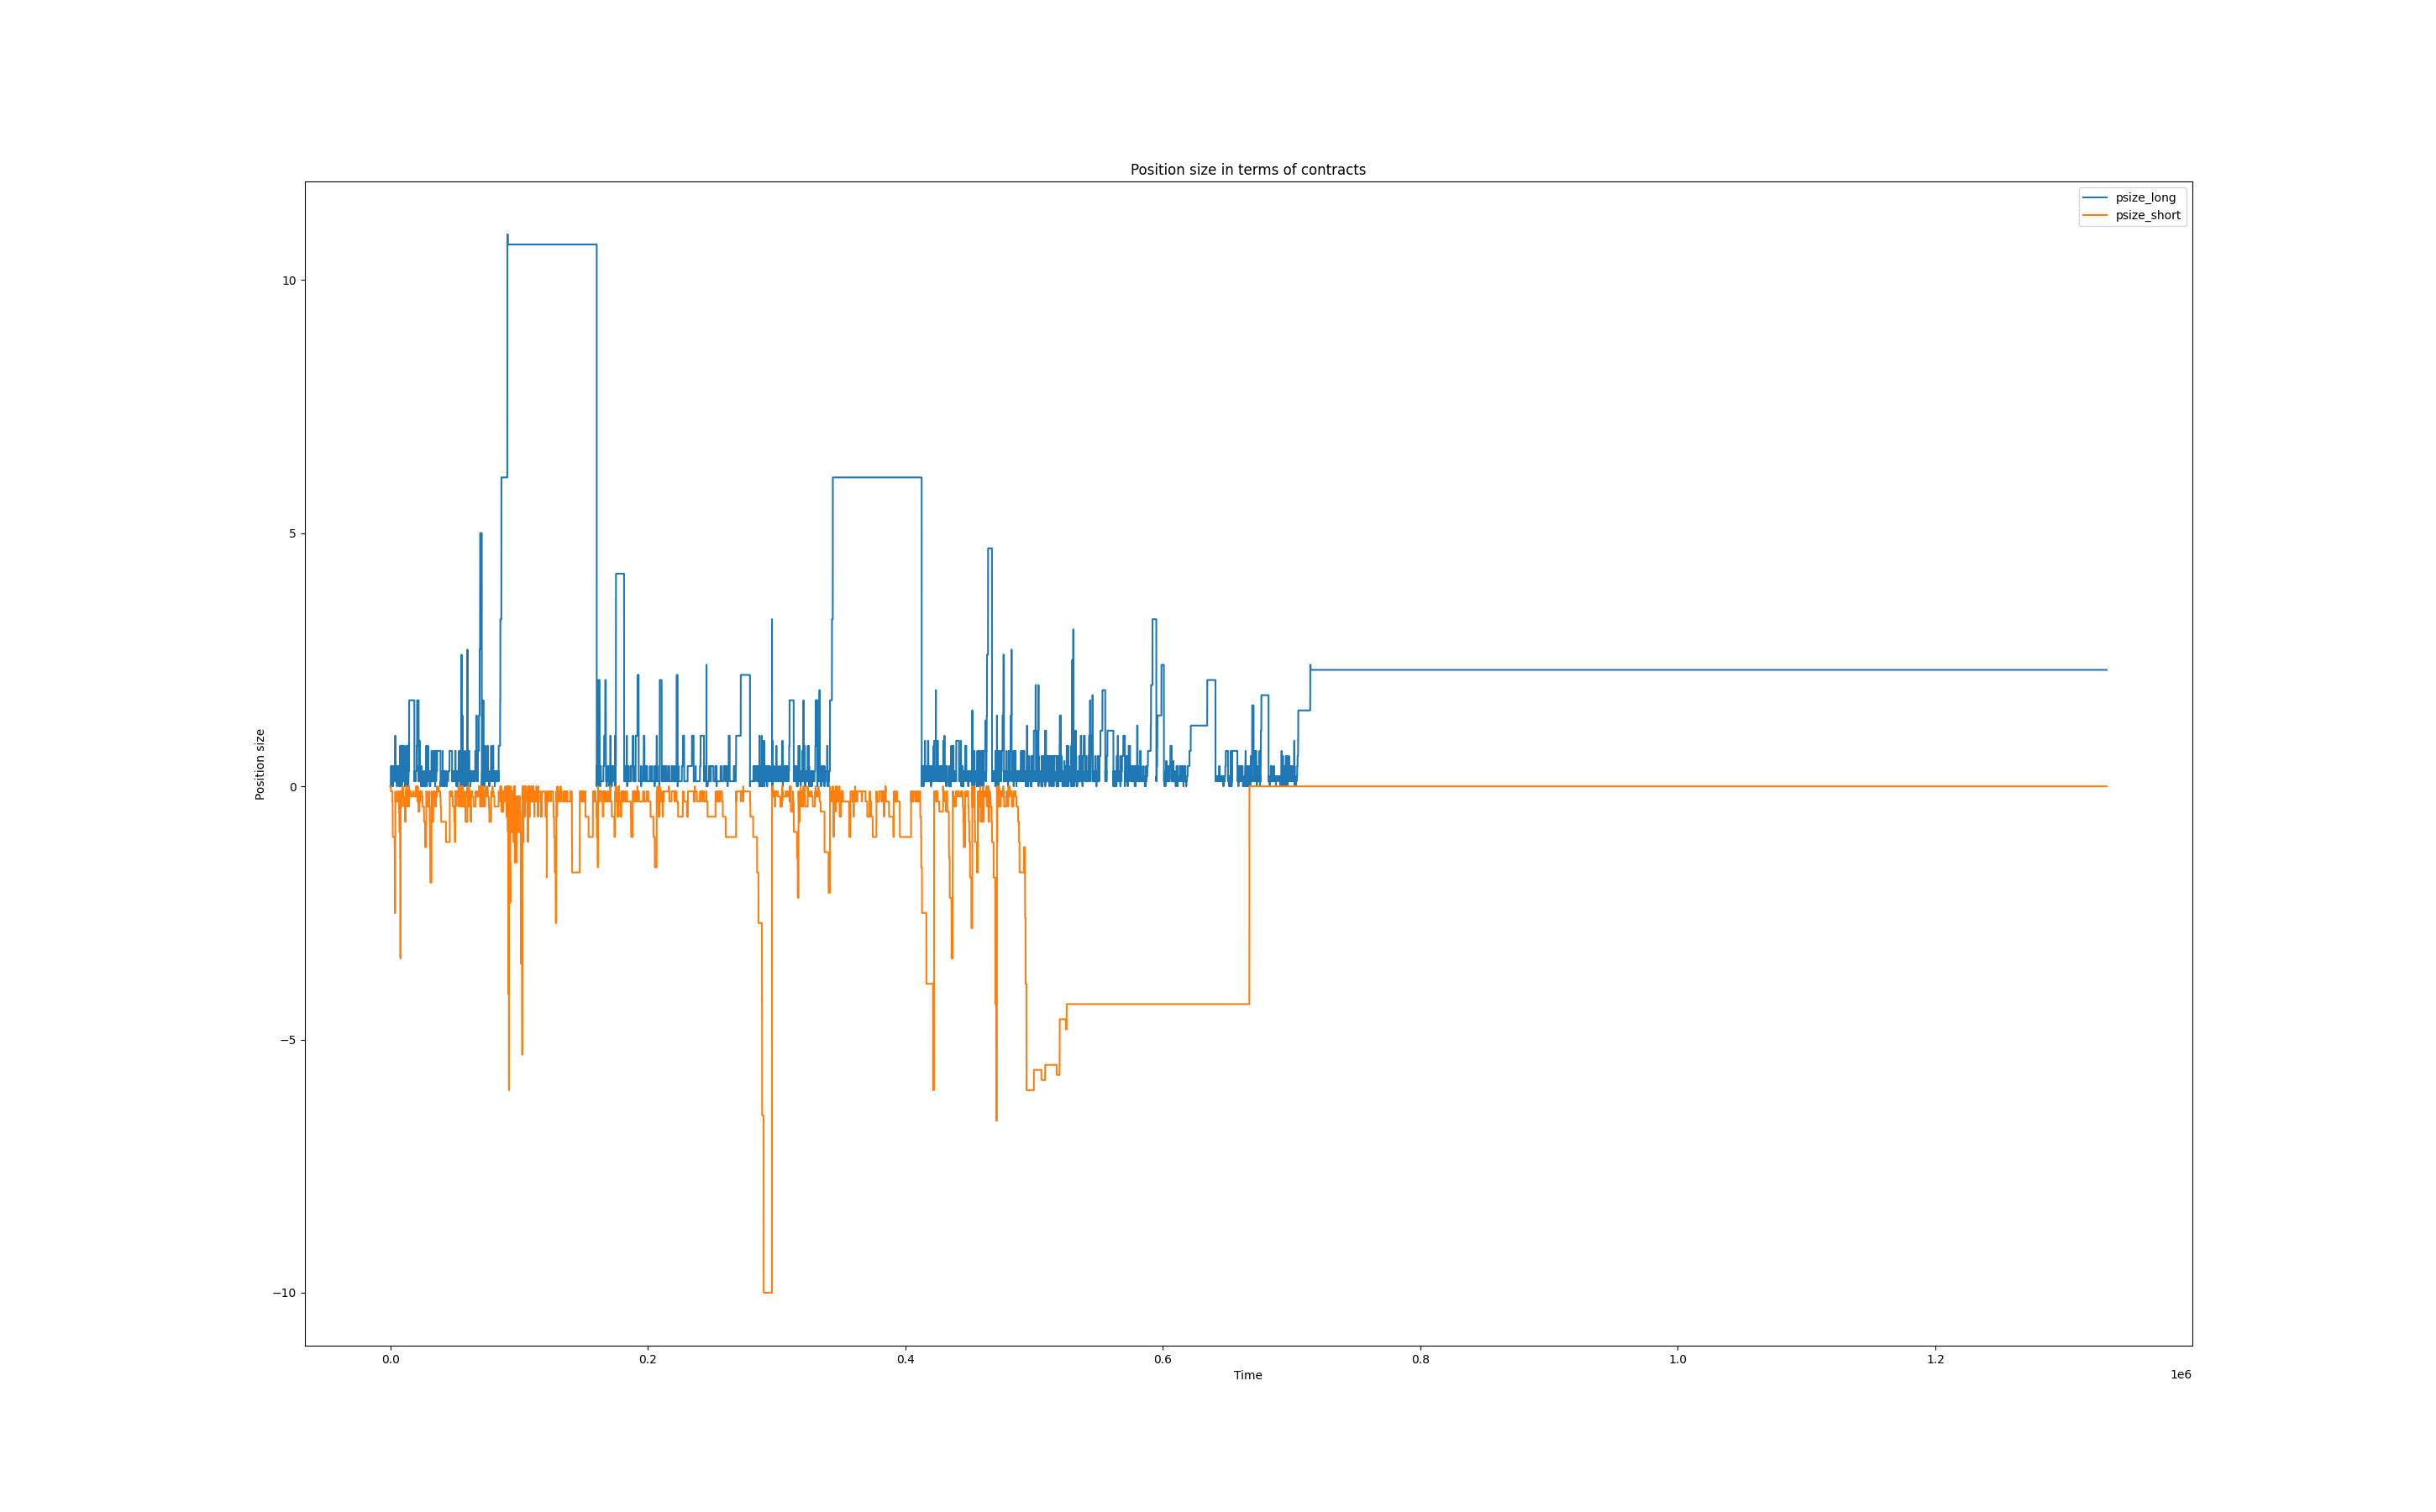 Position size in terms of contracts
psize_long
psize_short
10
5
0
−5
−10
Position size
0.0 0.2 0.4 0.6 0.8 1.0 1.2
1e6
Time